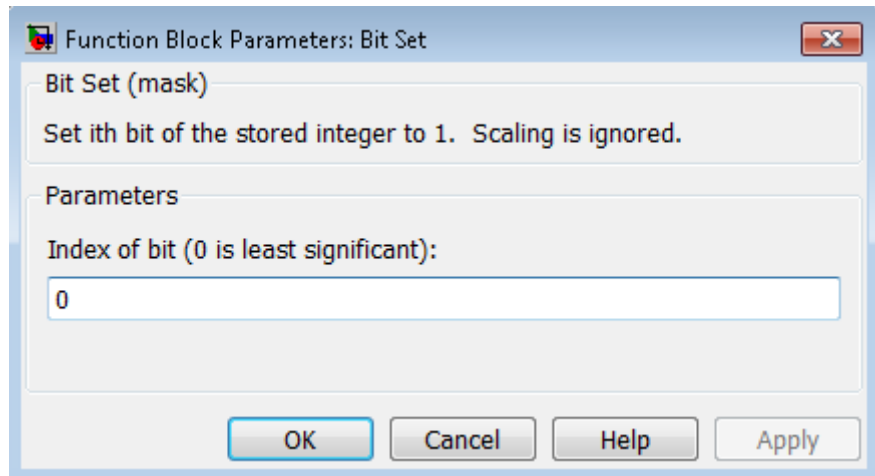 Function Block Parameters: Bit Set
Bit Set (mask)
Set ith bit of the stored integer to 1.  Scaling is ignored.
Parameters
Index of bit (0 is least significant):
0
OK Cancel Help Apply